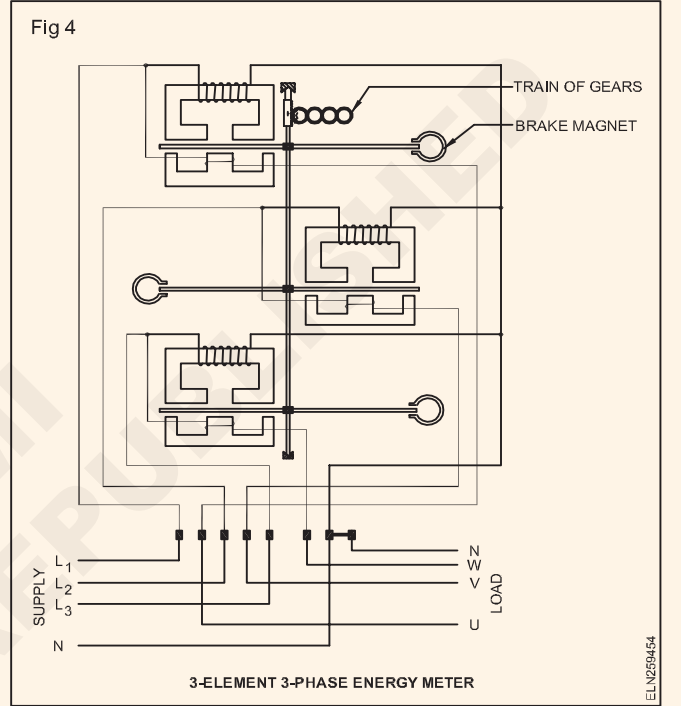 Fig 4
TRAIN OF GEARS
BRAKE MAGNET
SUPPLY
L1
L2
L3
N
N
W
V
U
LOAD
3-ELEMENT 3-PHASE ENERGY METER
ELN259454